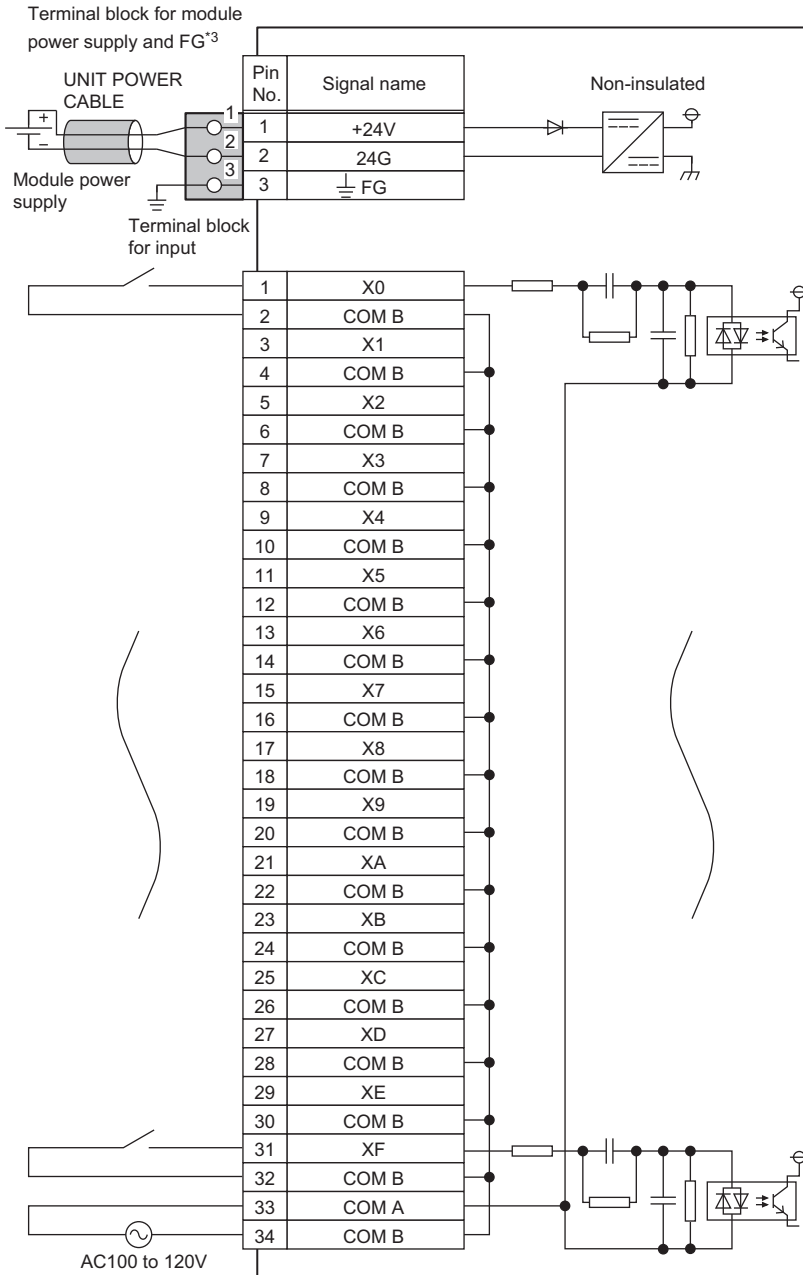 Terminal block for module
power supply and FG*3
UNIT POWER
CABLE
+
−
Module power
supply
1
2
3
Terminal block
for input
Pin No. Signal name
1 +24V
2 24G
3 FG
Non-insulated
1 X0
2 COM B
3 X1
4 COM B
5 X2
6 COM B
7 X3
8 COM B
9 X4
10 COM B
11 X5
12 COM B
13 X6
14 COM B
15 X7
16 COM B
17 X8
18 COM B
19 X9
20 COM B
21 XA
22 COM B
23 XB
24 COM B
25 XC
26 COM B
27 XD
28 COM B
29 XE
30 COM B
31 XF
32 COM B
33 COM A
34 COM B
AC100 to 120V